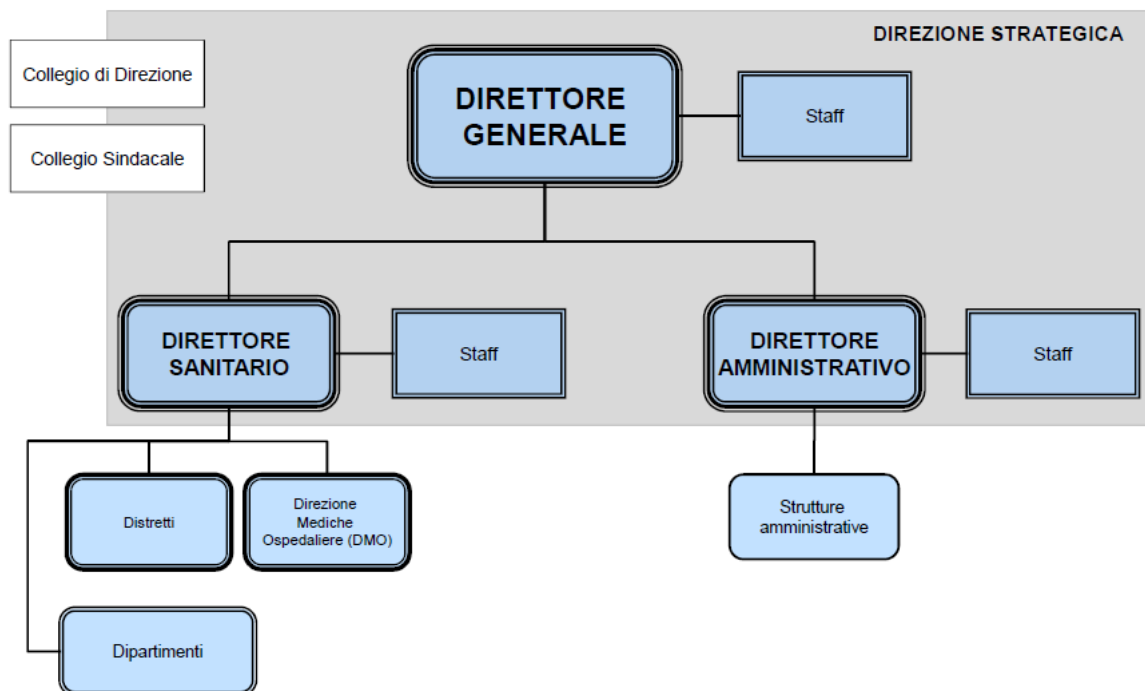 DIREZIONE STRATEGICA
Collegio di Direzione
Collegio Sindacale
DIRETTORE
GENERALE
Staff
DIRETTORE
SANITARIO
Staff
DIRETTORE
AMMINISTRATIVO
Staff
Distretti
Direzione
Mediche
Ospedaliere (DMO)
Strutture
amministrative
Dipartimenti